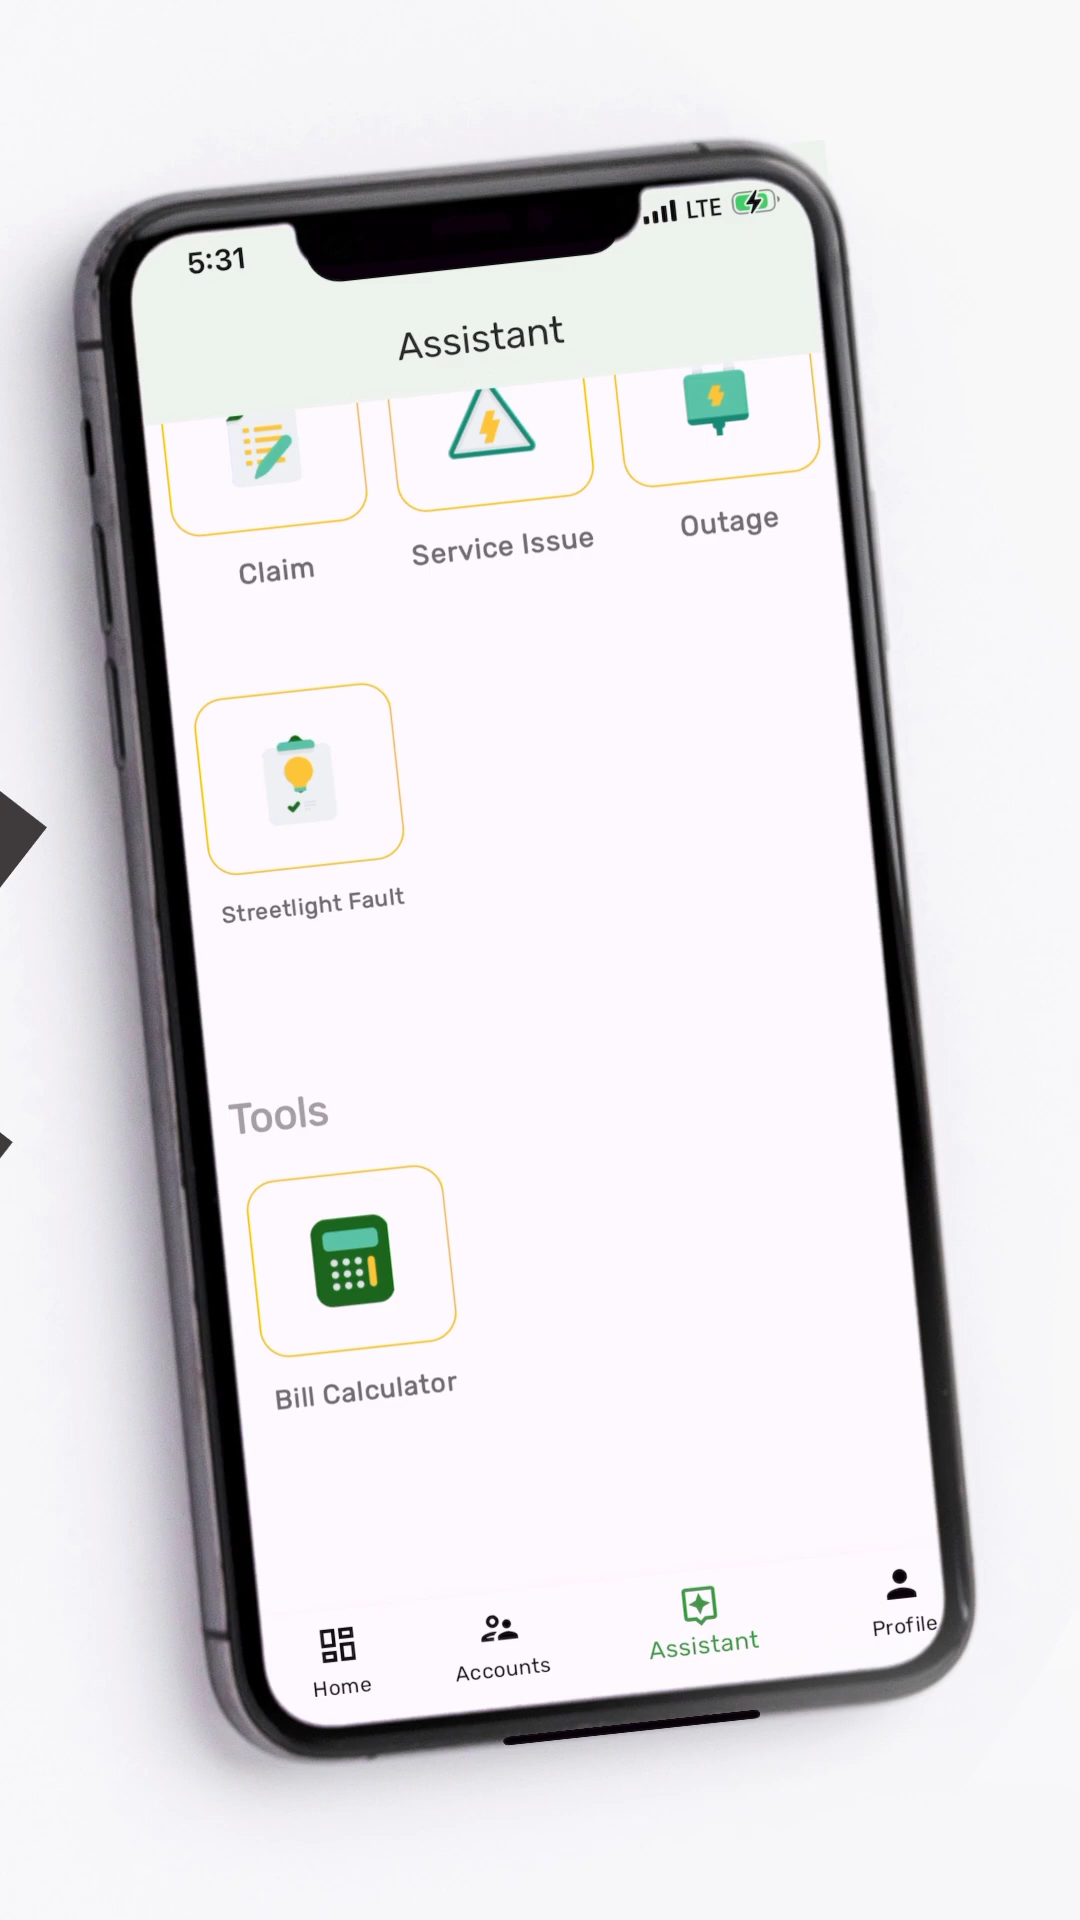 5:31 LTE
Assistant
Claim
Service Issue
Outage
Streetlight Fault
Tools
Bill Calculator
Home
Accounts
Assistant
Profile